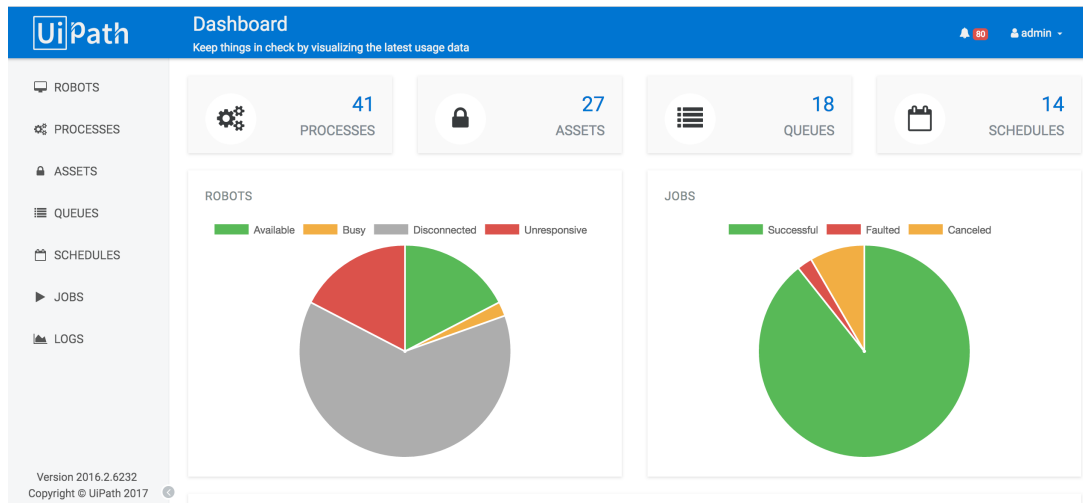 UiPath
Dashboard
Keep things in check by visualizing the latest usage data
80
admin
ROBOTS
PROCESSES
ASSETS
QUEUES
SCHEDULES
JOBS
LOGS
Version 2016.2.6232
Copyright © UiPath 2017
41
PROCESSES
27
ASSETS
18
QUEUES
14
SCHEDULES
ROBOTS
Available Busy Disconnected Unresponsive
JOBS
Successful Faulted Canceled